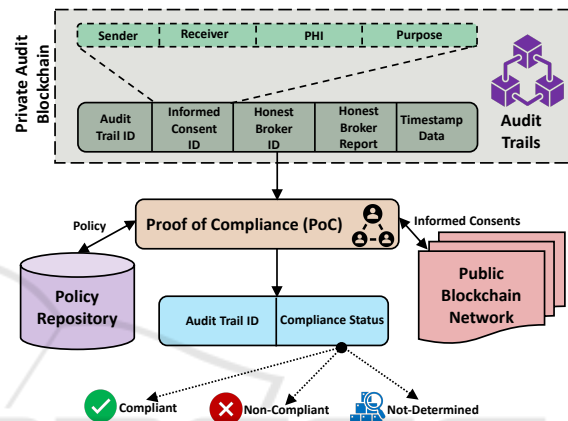 Private Audit
Blockchain
Sender Receiver PHI Purpose
Audit
Trail ID
Informed
Consent
ID
Honest
Broker
ID
Honest
Broker
Report
Timestamp
Data
Audit
Trails
Policy
Proof of Compliance (PoC)
Informed Consents
Policy
Repository
Public
Blockchain
Network
Audit Trail ID Compliance Status
Compliant Non-Compliant Not-Determined